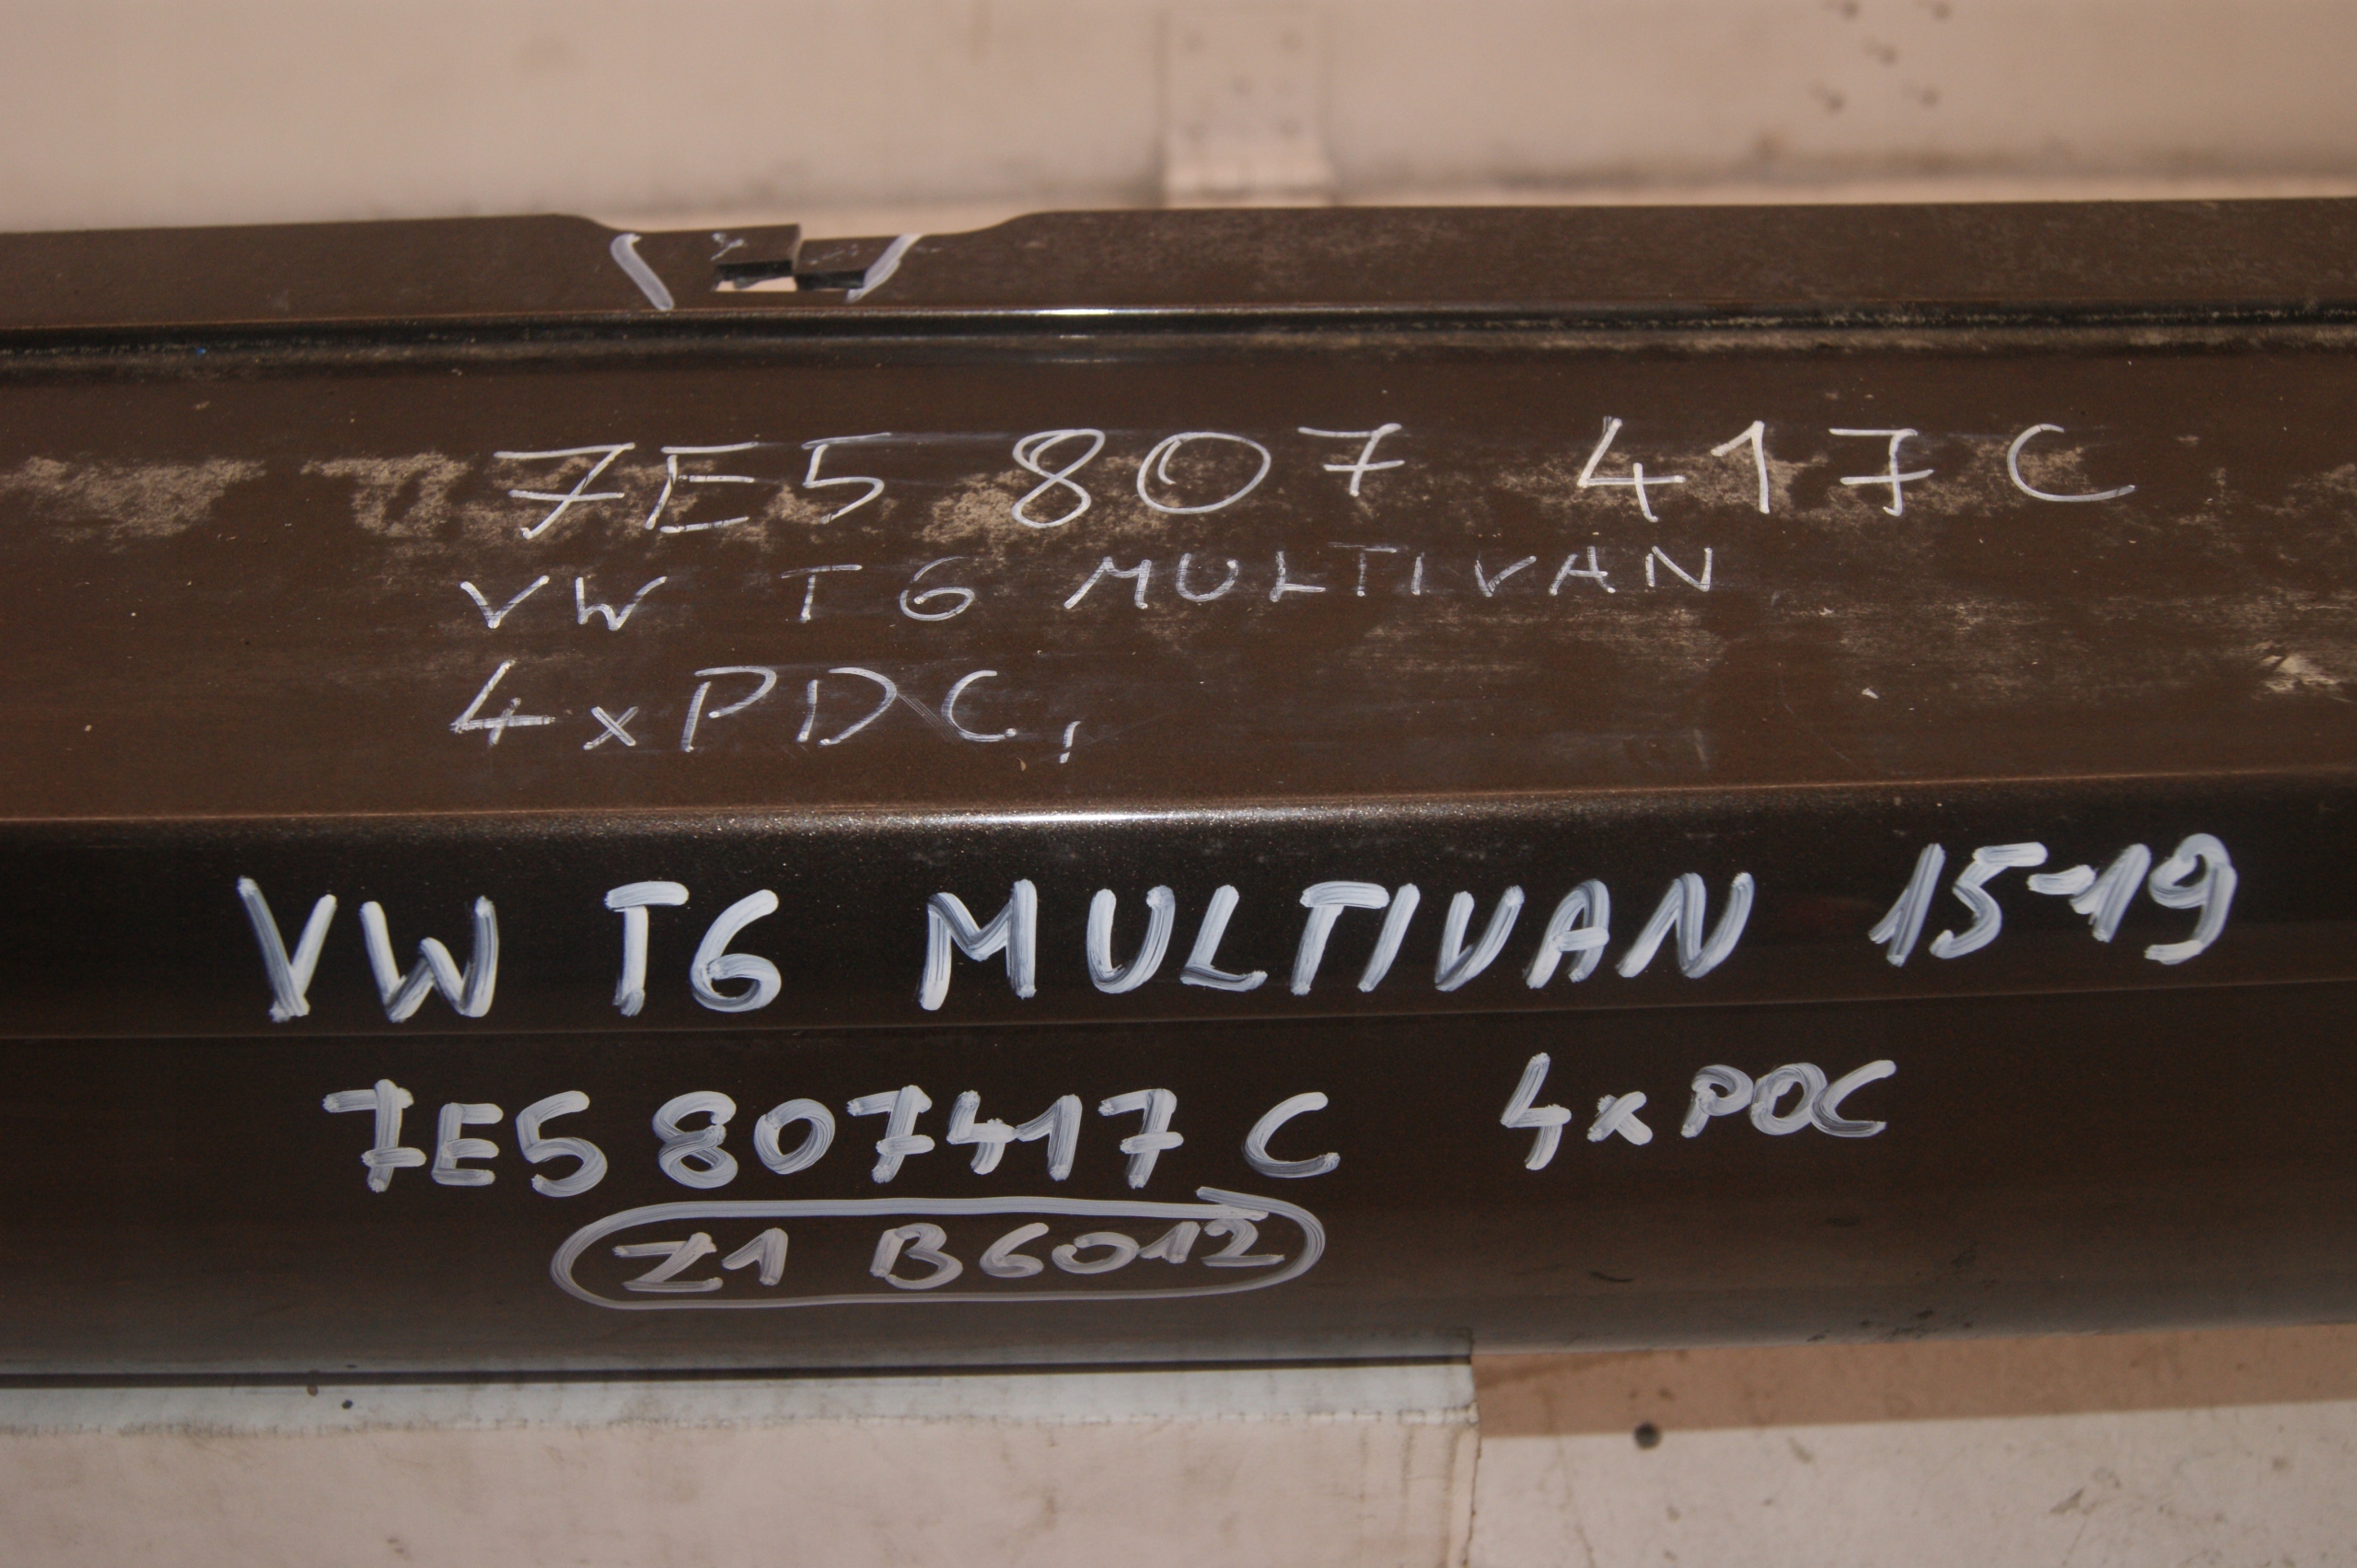 7E5 807 417 C
VW T6 MULTIVAN
4xPDC,
VW T6 MULTIVAN 15-19
7E5 807417 C 4xPDC
Z1 B6012